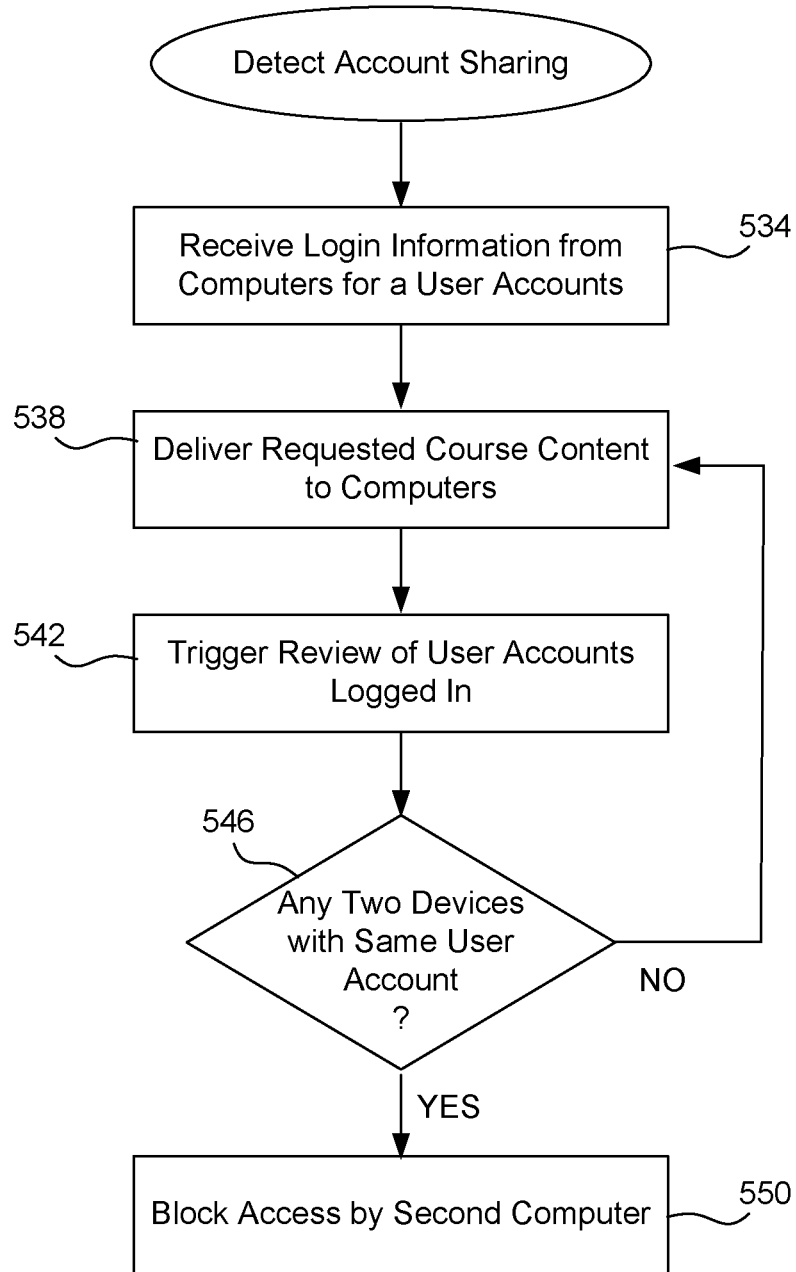 Detect Account Sharing
534
Receive Login Information from
Computers for a User Accounts
538
Deliver Requested Course Content
to Computers
542
Trigger Review of User Accounts
Logged In
546
Any Two Devices
with Same User
Account
?
NO
YES
550
Block Access by Second Computer